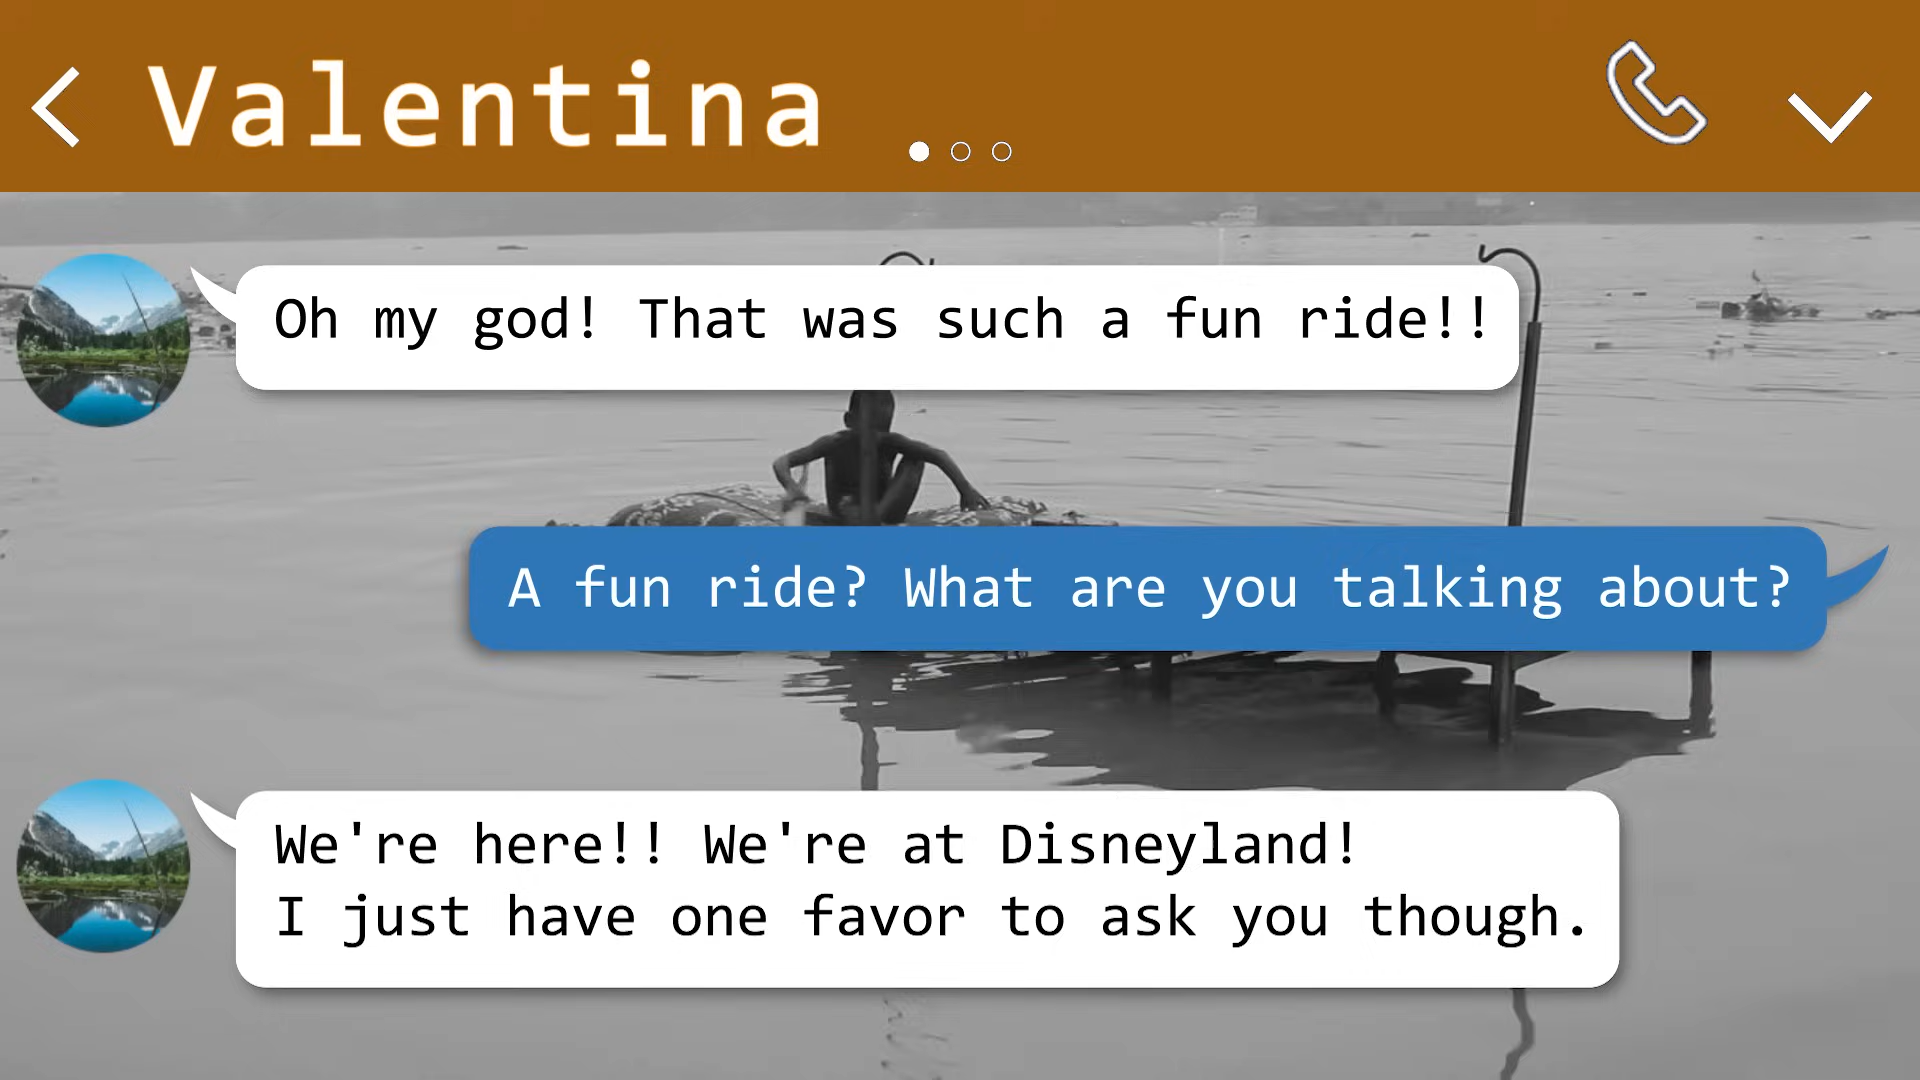 Valentina
Oh my god! That was such a fun ride!!
A fun ride? What are you talking about?
We're here!! We're at Disneyland!
I just have one favor to ask you though.